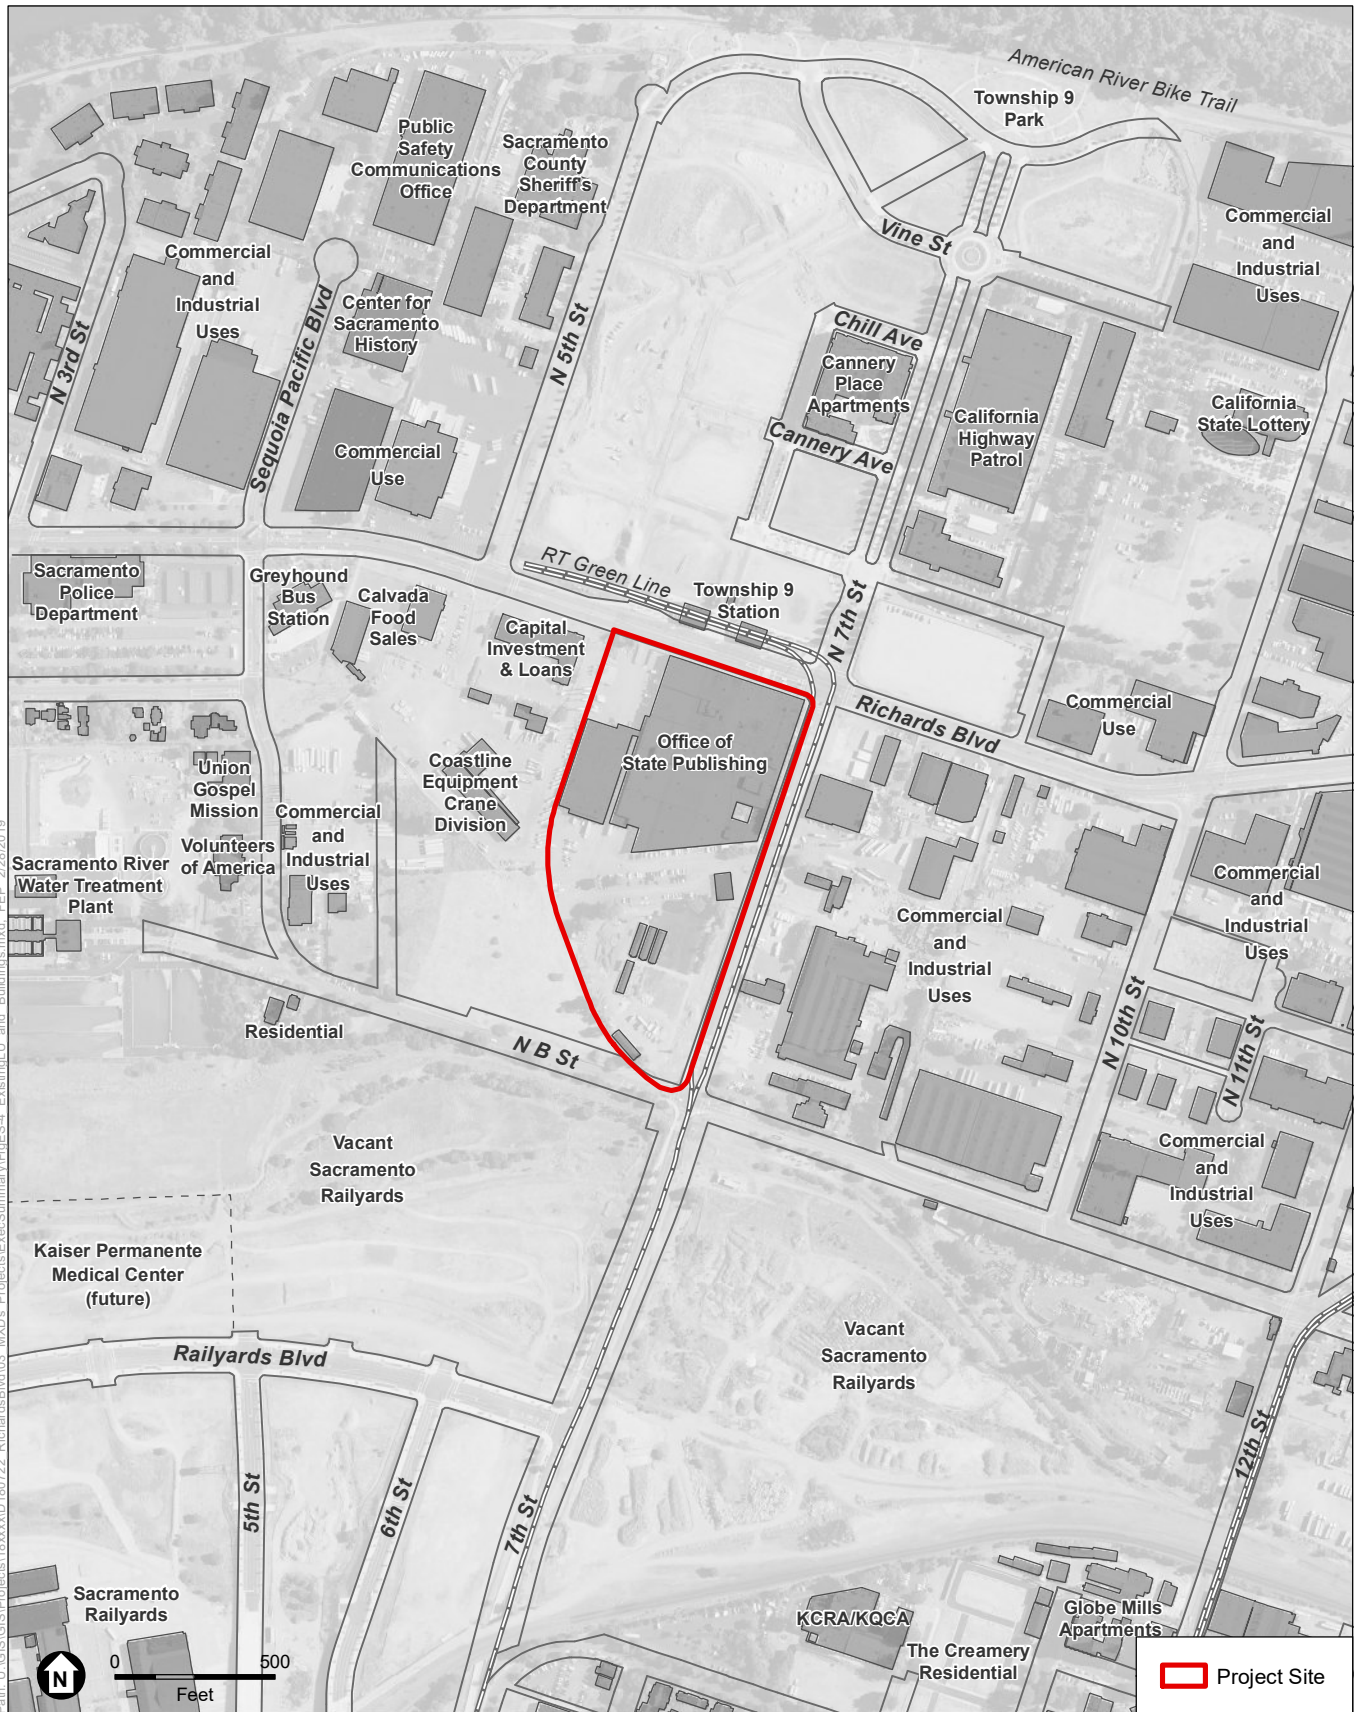 American River Bike Trail
Township 9
Park
Public
Safety
Communications
Office
Sacramento
County
Sheriff's
Department
Commercial
and
Industrial
Uses
Vine St
Commercial
and
Industrial
Uses
N 3rd St
Sequoia Pacific Blvd
Center for
Sacramento
History
N 5th St
Chill Ave
Cannery
Place
Apartments
California
Highway
Patrol
California
State Lottery
Cannery Ave
Commercial
Use
Sacramento
Police
Department
Greyhound
Bus
Station
Calvada
Food
Sales
RT Green Line
Township 9
Station
N 7th St
Capital
Investment
& Loans
Richards Blvd
Commercial
Use
Office of
State Publishing
Coastline
Equipment
Crane
Division
Union
Gospel
Mission
Commercial
and
Industrial
Uses
Volunteers
of America
Sacramento River
Water Treatment
Plant
Commercial
and
Industrial
Uses
Commercial
and
Industrial
Uses
Residential
N B St
N 10th St
N 11th St
Vacant
Sacramento
Railyards
Commercial
and
Industrial
Uses
Kaiser Permanente
Medical Center
(future)
Railyards Blvd
Vacant
Sacramento
Railyards
5th St
6th St
7th St
12th St
Sacramento
Railyards
KCRA/KQCA
The Creamery
Residential
Globe Mills
Apartments
N
0 500
Feet
Project Site